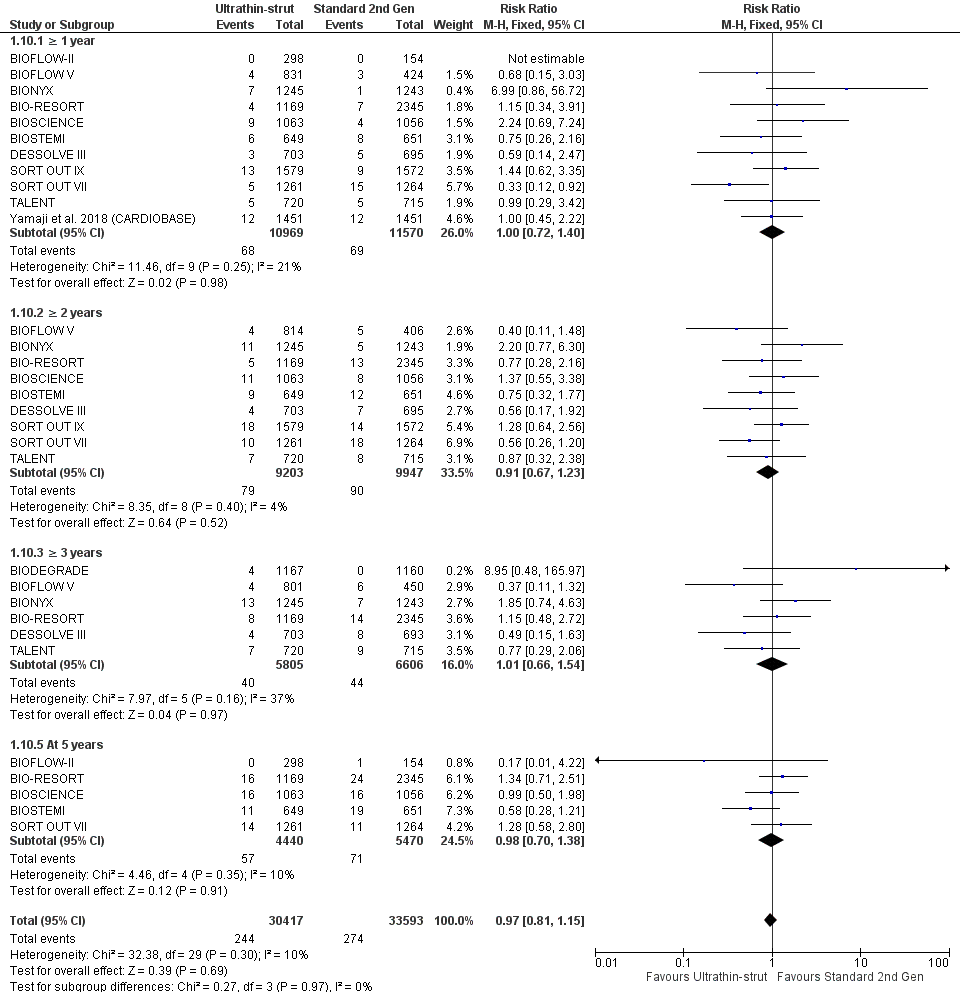 Ultrathin-strut Standard 2nd Gen Risk Ratio Risk Ratio
Study or Subgroup Events Total Events Total Weight M-H, Fixed, 95% CI M-H, Fixed, 95% CI
1.10.1 ≥ 1 year
BIOFLOW-II 0 298 0 154 Not estimable
BIOFLOW V 4 831 3 424 1.5% 0.68 [0.15, 3.03]
BIONYX 7 1245 1 1243 0.4% 6.99 [0.86, 56.72]
BIO-RESORT 4 1169 7 2345 1.8% 1.15 [0.34, 3.91]
BIOSCIENCE 9 1063 4 1056 1.5% 2.24 [0.69, 7.24]
BIOSTEMI 6 649 8 651 3.1% 0.75 [0.26, 2.16]
DESSOLVE III 3 703 5 695 1.9% 0.59 [0.14, 2.47]
SORT OUT IX 13 1579 9 1572 3.4% 1.44 [0.62, 3.35]
SORT OUT VII 5 1261 15 1264 5.7% 0.33 [0.12, 0.92]
TALENT 5 720 5 715 1.9% 0.99 [0.29, 3.42]
Yamaji et al. 2018 (CARDIOBASE) 12 1451 12 1451 4.6% 1.00 [0.45, 2.22]
Subtotal (95% CI) 10969 11570 26.0% 1.00 [0.72, 1.40]
Total events 68 69
Heterogeneity: Chi² = 11.46, df = 9 (P = 0.25); I² = 21%
Test for overall effect: Z = 0.02 (P = 0.98)
1.10.2 ≥ 2 years
BIOFLOW V 4 814 5 406 2.6% 0.40 [0.11, 1.48]
BIONYX 11 1245 5 1243 1.9% 2.20 [0.77, 6.30]
BIO-RESORT 5 1169 13 2345 3.3% 0.77 [0.28, 2.16]
BIOSCIENCE 11 1063 8 1056 3.1% 1.37 [0.55, 3.38]
BIOSTEMI 9 649 12 651 4.6% 0.75 [0.32, 1.77]
DESSOLVE III 4 703 7 695 2.7% 0.56 [0.17, 1.92]
SORT OUT IX 18 1579 14 1572 5.4% 1.28 [0.64, 2.56]
SORT OUT VII 10 1261 18 1264 6.9% 0.56 [0.26, 1.20]
TALENT 7 720 8 715 3.1% 0.87 [0.32, 2.38]
Subtotal (95% CI) 9203 9947 33.5% 0.91 [0.67, 1.23]
Total events 79 90
Heterogeneity: Chi² = 8.35, df = 8 (P = 0.40); I² = 4%
Test for overall effect: Z = 0.64 (P = 0.52)
1.10.3 ≥ 3 years
BIODEGRADE 4 1167 0 1160 0.2% 8.95 [0.48, 165.97]
BIOFLOW V 4 801 6 450 2.9% 0.37 [0.11, 1.32]
BIONYX 13 1245 7 1243 2.7% 1.85 [0.74, 4.63]
BIO-RESORT 8 1169 14 2345 3.6% 1.15 [0.48, 2.72]
DESSOLVE III 4 703 8 693 3.1% 0.49 [0.15, 1.63]
TALENT 7 720 9 715 3.4% 0.77 [0.29, 2.06]
Subtotal (95% CI) 5805 6606 16.0% 1.01 [0.66, 1.54]
Total events 40 44
Heterogeneity: Chi² = 7.97, df = 5 (P = 0.16); I² = 37%
Test for overall effect: Z = 0.04 (P = 0.97)
1.10.5 At 5 years
BIOFLOW-II 0 298 1 154 0.8% 0.17 [0.01, 4.22]
BIO-RESORT 16 1169 24 2345 6.1% 1.34 [0.71, 2.51]
BIOSCIENCE 16 1063 16 1056 6.1% 0.99 [0.50, 1.98]
BIOSTEMI 11 649 19 651 7.3% 0.58 [0.28, 1.21]
SORT OUT VII 14 1261 11 1264 4.2% 1.28 [0.58, 2.80]
Subtotal (95% CI) 4440 5470 24.5% 0.98 [0.70, 1.38]
Total events 57 71
Heterogeneity: Chi² = 4.46, df = 4 (P = 0.35); I² = 10%
Test for overall effect: Z = 0.12 (P = 0.91)
Total (95% CI) 30417 33593 100.0% 0.97 [0.81, 1.15]
Total events 244 274
Heterogeneity: Chi² = 32.38, df = 29 (P = 0.30); I² = 10%
Test for overall effect: Z = 0.39 (P = 0.69)
Test for subgroup differences: Chi² = 0.27, df = 3 (P = 0.97), I² = 0%
0.01 0.1 1 10 100
Favours Ultrathin-strut Favours Standard 2nd Gen